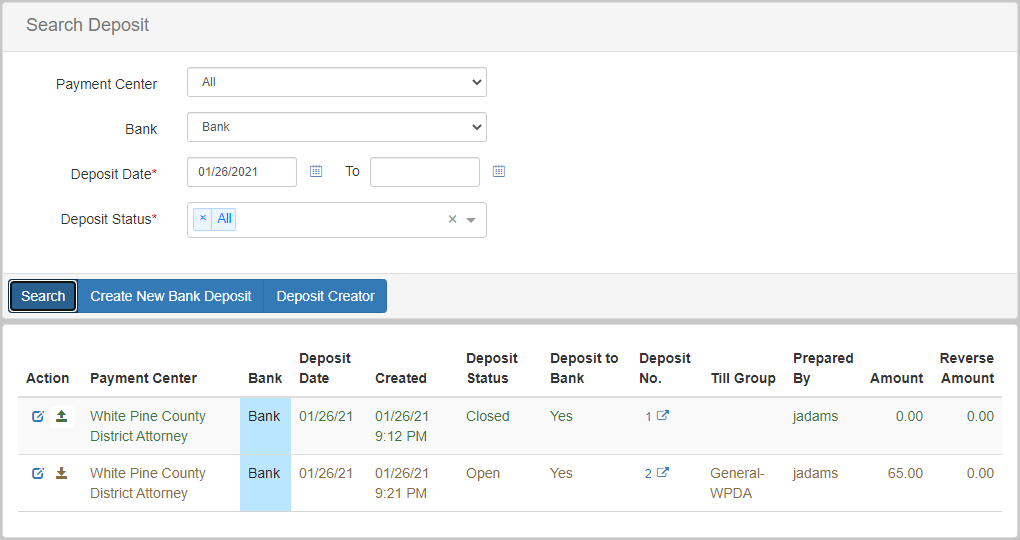 Search Deposit
Payment Center All
Bank Bank
Deposit Date* 01/26/2021 To
Deposit Status* × All ×
Search Create New Bank Deposit Deposit Creator
Action Payment Center Bank Deposit Date Created Deposit Status Deposit to Bank Deposit No. Till Group Prepared By Amount Reverse Amount
White Pine County Bank 01/26/21 01/26/21 Closed Yes 1 jadams 0.00 0.00
District Attorney 9:12 PM
White Pine County Bank 01/26/21 01/26/21 Open Yes 2 General- jadams 65.00 0.00
District Attorney 9:21 PM WPDA